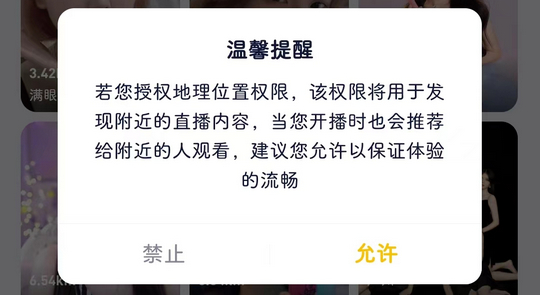 温馨提醒
3.42k
满眼
若您授权地理位置权限，该权限将用于发
现附近的直播内容，当您开播时也会推荐
给附近的人观看，建议您允许以保证体验
的流畅
禁止
允许
6.54km